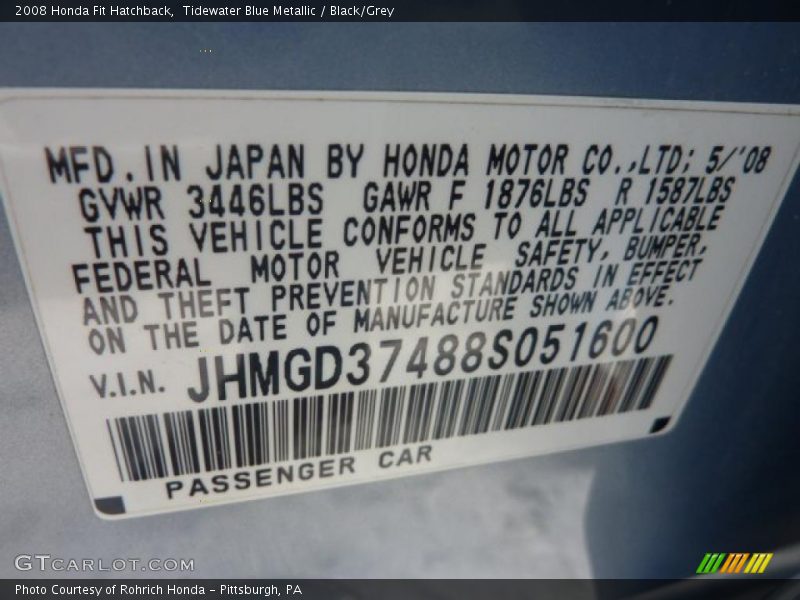 2008 Honda Fit Hatchback,  Tidewater Blue Metallic / Black/Grey
MFD.IN JAPAN BY HONDA MOTOR CO.,LTD; 5/'08
GVWR 3446LBS GAWR F 1876LBS R 1587LBS
THIS VEHICLE CONFORMS TO ALL APPLICABLE
FEDERAL MOTOR VEHICLE SAFETY, BUMPER,
AND THEFT PREVENTION STANDARDS IN EFFECT
ON THE DATE OF MANUFACTURE SHOWN ABOVE.
V.I.N. JHMGD37488S051600
PASSENGER CAR
GTCARLOT.COM
Photo Courtesy of Rohrich Honda - Pittsburgh, PA